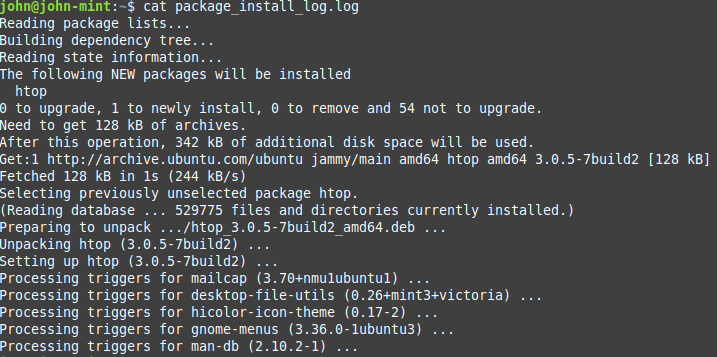 john@john-mint:~$ cat package_install_log.log
Reading package lists...
Building dependency tree...
Reading state information...
The following NEW packages will be installed
  htop
0 to upgrade, 1 to newly install, 0 to remove and 54 not to upgrade.
Need to get 128 kB of archives.
After this operation, 342 kB of additional disk space will be used.
Get:1 http://archive.ubuntu.com/ubuntu jammy/main amd64 htop amd64 3.0.5-7build2 [128 kB]
Fetched 128 kB in 1s (244 kB/s)
Selecting previously unselected package htop.
(Reading database ... 529775 files and directories currently installed.)
Preparing to unpack .../htop_3.0.5-7build2_amd64.deb ...
Unpacking htop (3.0.5-7build2) ...
Setting up htop (3.0.5-7build2) ...
Processing triggers for mailcap (3.70+nmu1ubuntu1) ...
Processing triggers for desktop-file-utils (0.26+mint3+victoria) ...
Processing triggers for hicolor-icon-theme (0.17-2) ...
Processing triggers for gnome-menus (3.36.0-1ubuntu3) ...
Processing triggers for man-db (2.10.2-1) ...